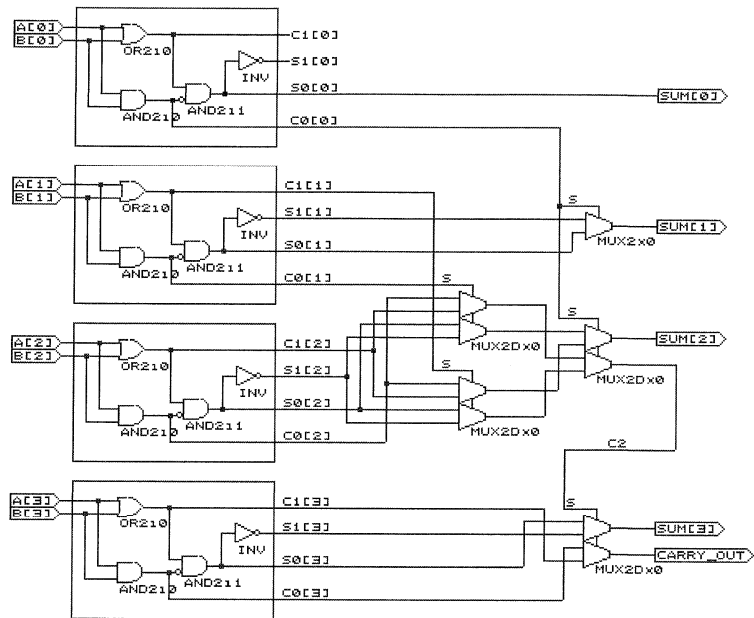 A[0]
B[0]
OR210
C1[0]
S1[0]
INV
S0[0]
SUM[0]
AND210
AND211
C0[0]
A[1]
B[1]
OR210
C1[1]
S
S1[1]
SUM[1]
INV
S0[1]
MUX2x0
AND210
AND211
C0[1]
S
A[2]
B[2]
OR210
C1[2]
S
SUM[2]
MUX2Dx0
S1[2]
S
MUX2Dx0
INV
S0[2]
AND210
AND211
MUX2Dx0
C0[2]
C2
A[3]
B[3]
OR210
C1[3]
S
S1[3]
SUM[3]
INV
S0[3]
CARRY_OUT
MUX2Dx0
AND210
AND211
C0[3]